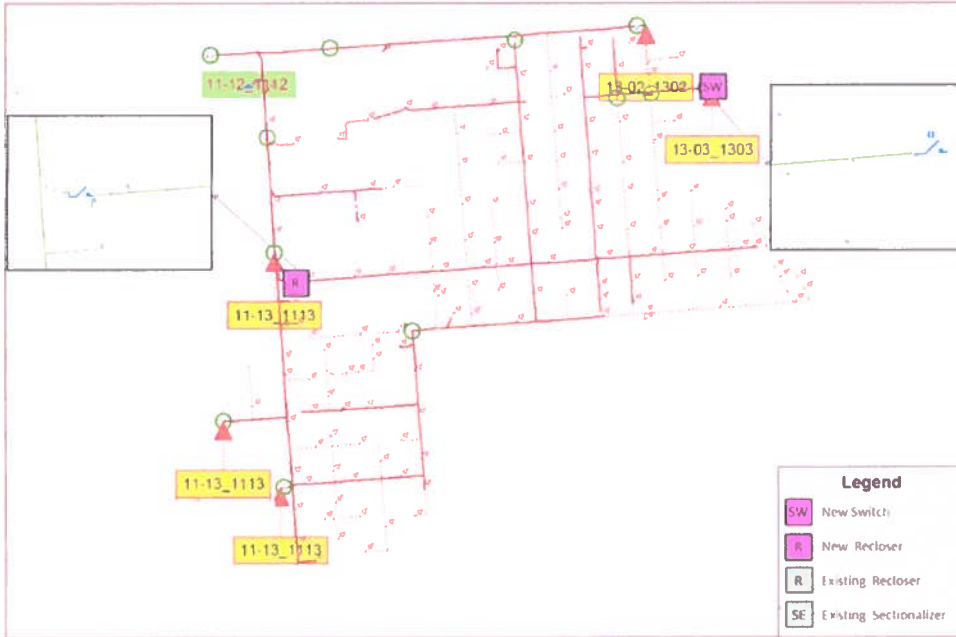 11-12_1142
13-02_1302
SW
13-03_1303
R
11-13_1113
11-13_1113
11-13_1113
Legend
SW New Switch
R New Recloser
R Existing Recloser
SE Existing Sectionalizer